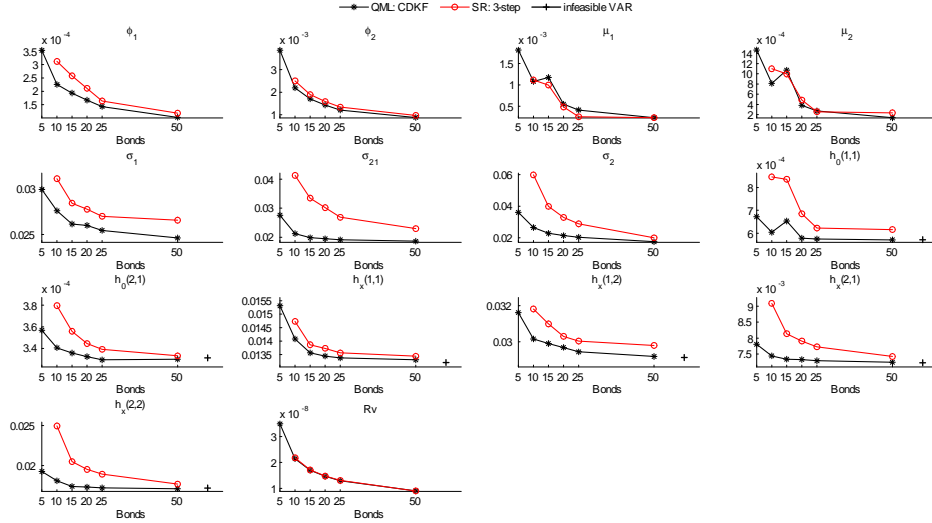 QML: CDKF SR: 3-step infeasible VAR
ϕ1 ϕ2 μ1 μ2
x 10^-4 x 10^-3 x 10^-3 x 10^-4
3.5 3 2.5 2 1.5
3 2 1
1.5 1 0.5
14 12 10 8 6 4 2
5 10 15 20 25 50 5 10 15 20 25 50 5 10 15 20 25 50 5 10 15 20 25 50
Bonds Bonds Bonds Bonds
σ1 σ21 σ2 h0(1,1)
x 10^-4
0.03 0.025
0.04 0.03 0.02
0.06 0.04 0.02
8 7 6
5 10 15 20 25 50 5 10 15 20 25 50 5 10 15 20 25 50 5 10 15 20 25 50
Bonds Bonds Bonds Bonds
h0(2,1) hx(1,1) hx(1,2) hx(2,1)
x 10^-4 x 10^-3
3.8 3.6 3.4
0.0155 0.015 0.0145 0.014 0.0135
0.032 0.03
9 8.5 8 7.5
5 10 15 20 25 50 5 10 15 20 25 50 5 10 15 20 25 50 5 10 15 20 25 50
Bonds Bonds Bonds Bonds
hx(2,2) Rv
x 10^-8
0.025 0.02
3 2 1
5 10 15 20 25 50 5 10 15 20 25 50
Bonds Bonds